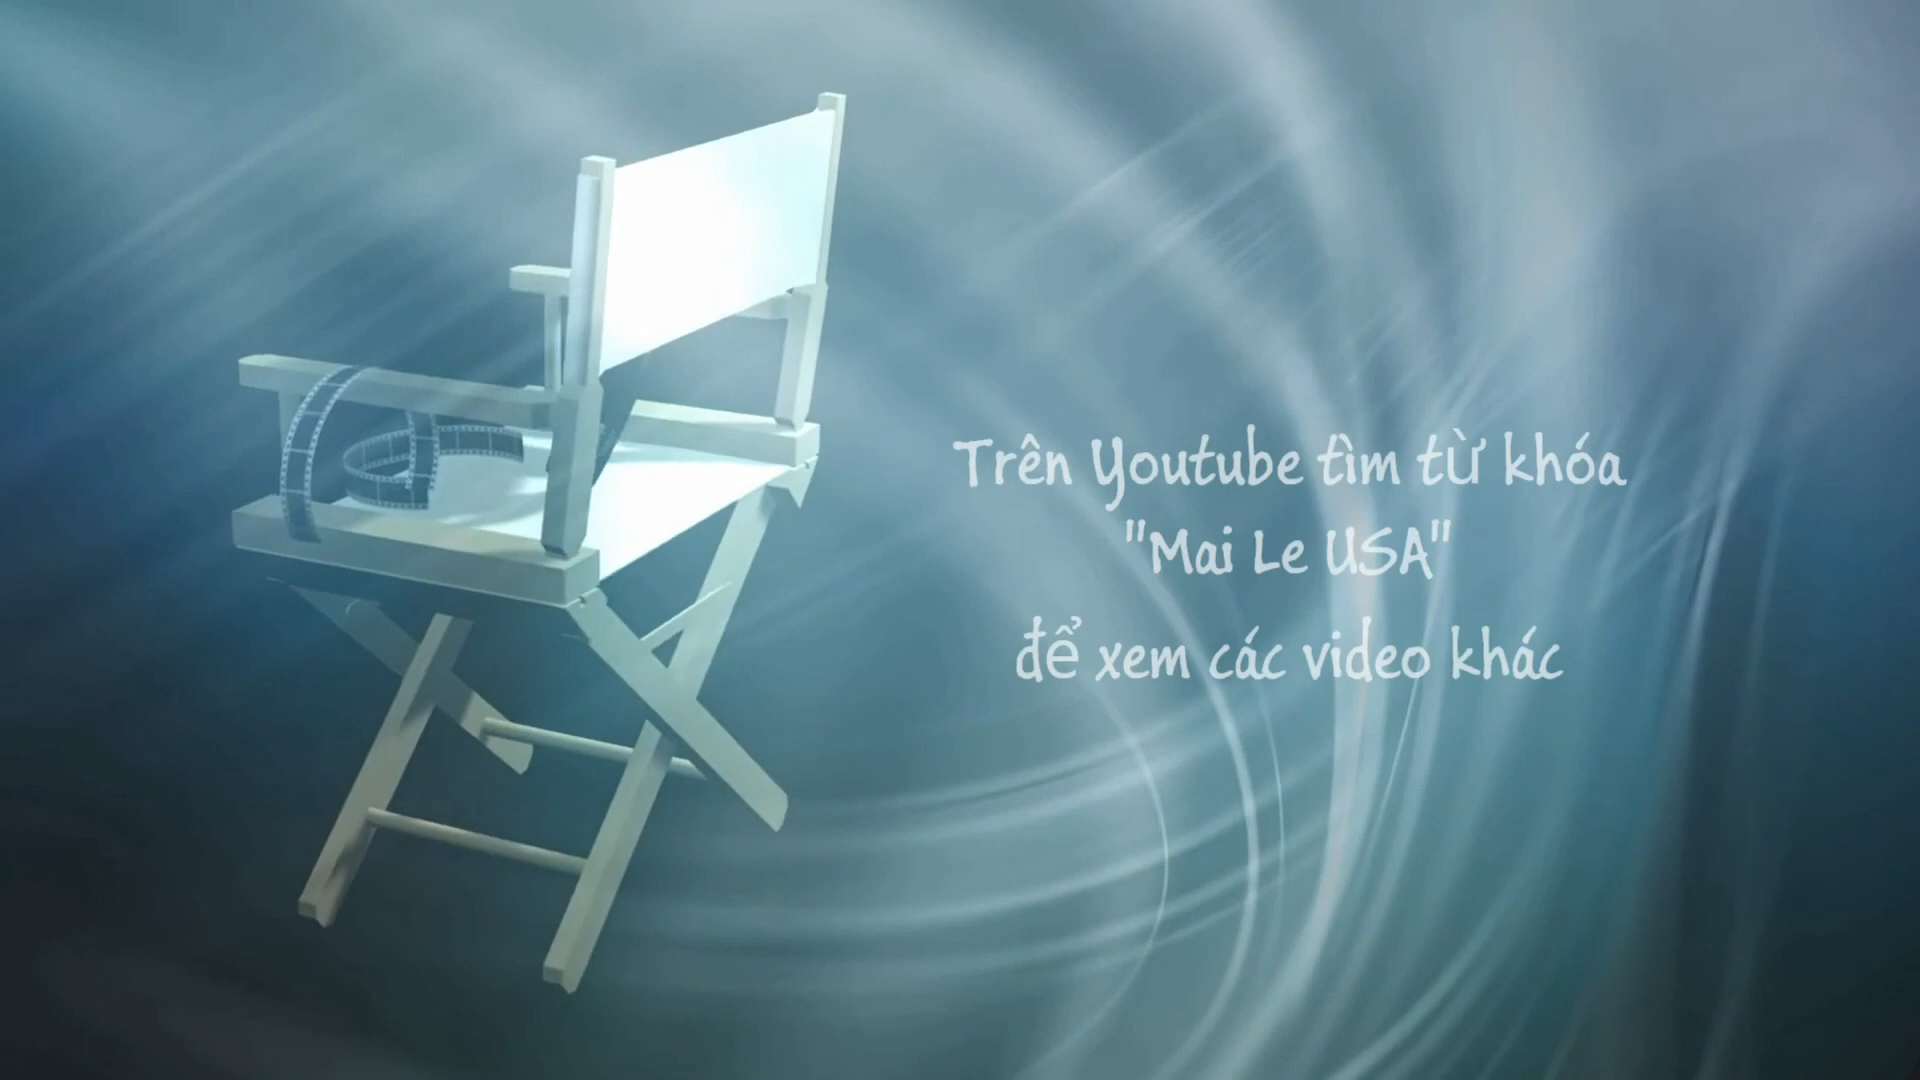 Trên Youtube tìm từ khóa
"Mai Le USA"
để xem các video khác